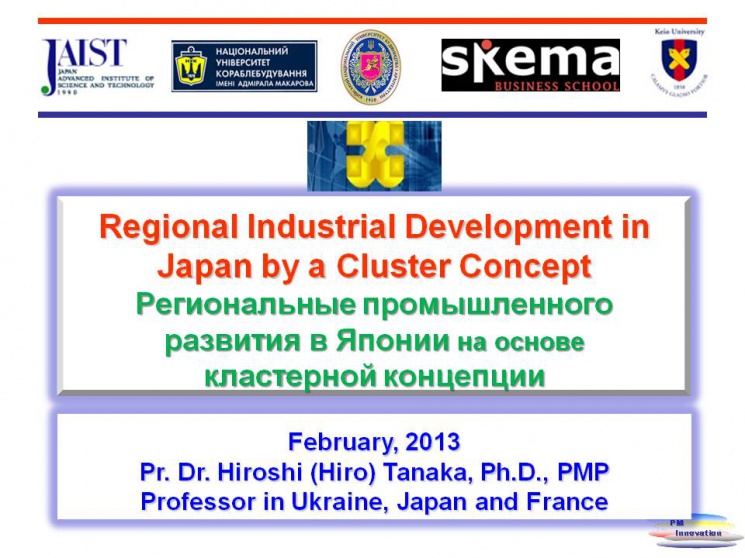 JAIST
JAPAN
ADVANCED INSTITUTE OF
SCIENCE AND TECHNOLOGY
1990
НАЦІОНАЛЬНИЙ
УНІВЕРСИТЕТ
КОРАБЛЕБУДУВАННЯ
ІМЕНІ АДМІРАЛА МАКАРОВА
skema
BUSINESS SCHOOL
Keio University
1858
CALAMVS GLADIO FORTIOR
Regional Industrial Development in
Japan by a Cluster Concept
Региональные промышленного
развития в Японии на основе
кластерной концепции
February, 2013
Pr. Dr. Hiroshi (Hiro) Tanaka, Ph.D., PMP
Professor in Ukraine, Japan and France
PM
Innovation